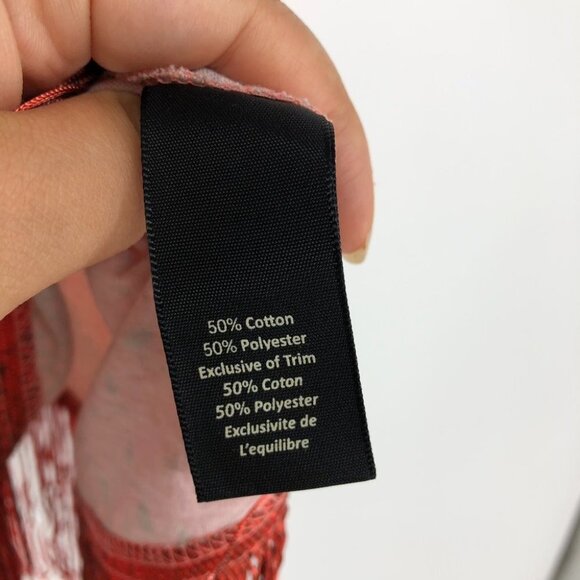 50% Cotton
50% Polyester
Exclusive of Trim
50% Coton
50% Polyester
Exclusivite de
L'equilibre